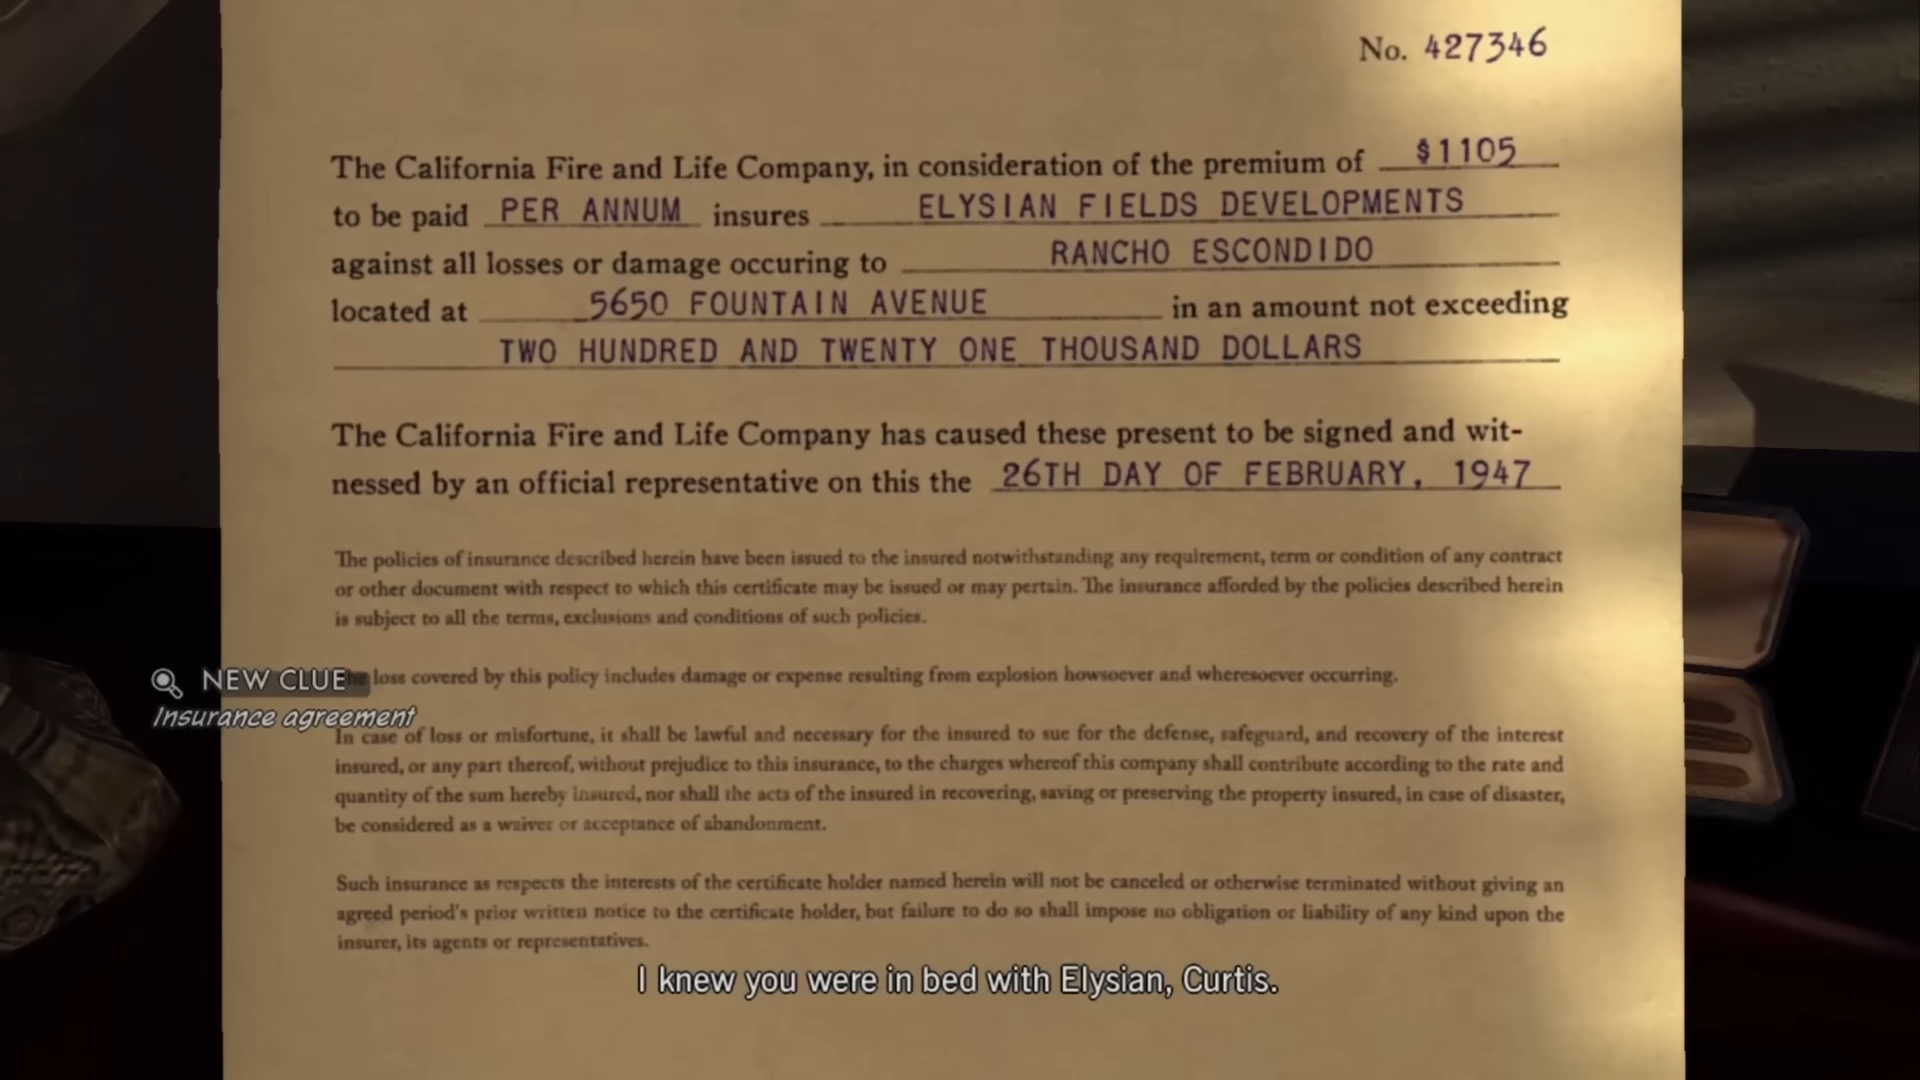 No. 427346
The California Fire and Life Company, in consideration of the premium of $1105
to be paid PER ANNUM insures ELYSIAN FIELDS DEVELOPMENTS
against all losses or damage occuring to RANCHO ESCONDIDO
located at 5650 FOUNTAIN AVENUE in an amount not exceeding
TWO HUNDRED AND TWENTY ONE THOUSAND DOLLARS
The California Fire and Life Company has caused these present to be signed and wit-
nessed by an official representative on this the 26TH DAY OF FEBRUARY, 1947
The policies of insurance described herein have been issued to the insured notwithstanding any requirement, term or condition of any contract
or other document with respect to which this certificate may be issued or may pertain. The insurance afforded by the policies described herein
is subject to all the terms, exclusions and conditions of such policies.
The loss covered by this policy includes damage or expense resulting from explosion howsoever and wheresoever occurring.
NEW CLUE
Insurance agreement
In case of loss or misfortune, it shall be lawful and necessary for the insured to sue for the defense, safeguard, and recovery of the interest
insured, or any part thereof, without prejudice to this insurance, to the charges whereof this company shall contribute according to the rate and
quantity of the sum hereby insured, nor shall the acts of the insured in recovering, saving or preserving the property insured, in case of disaster,
be considered as a waiver or acceptance of abandonment.
Such insurance as respects the interests of the certificate holder named herein will not be canceled or otherwise terminated without giving an
agreed period's prior written notice to the certificate holder, but failure to do so shall impose no obligation or liability of any kind upon the
insurer, its agents or representatives.
I knew you were in bed with Elysian, Curtis.